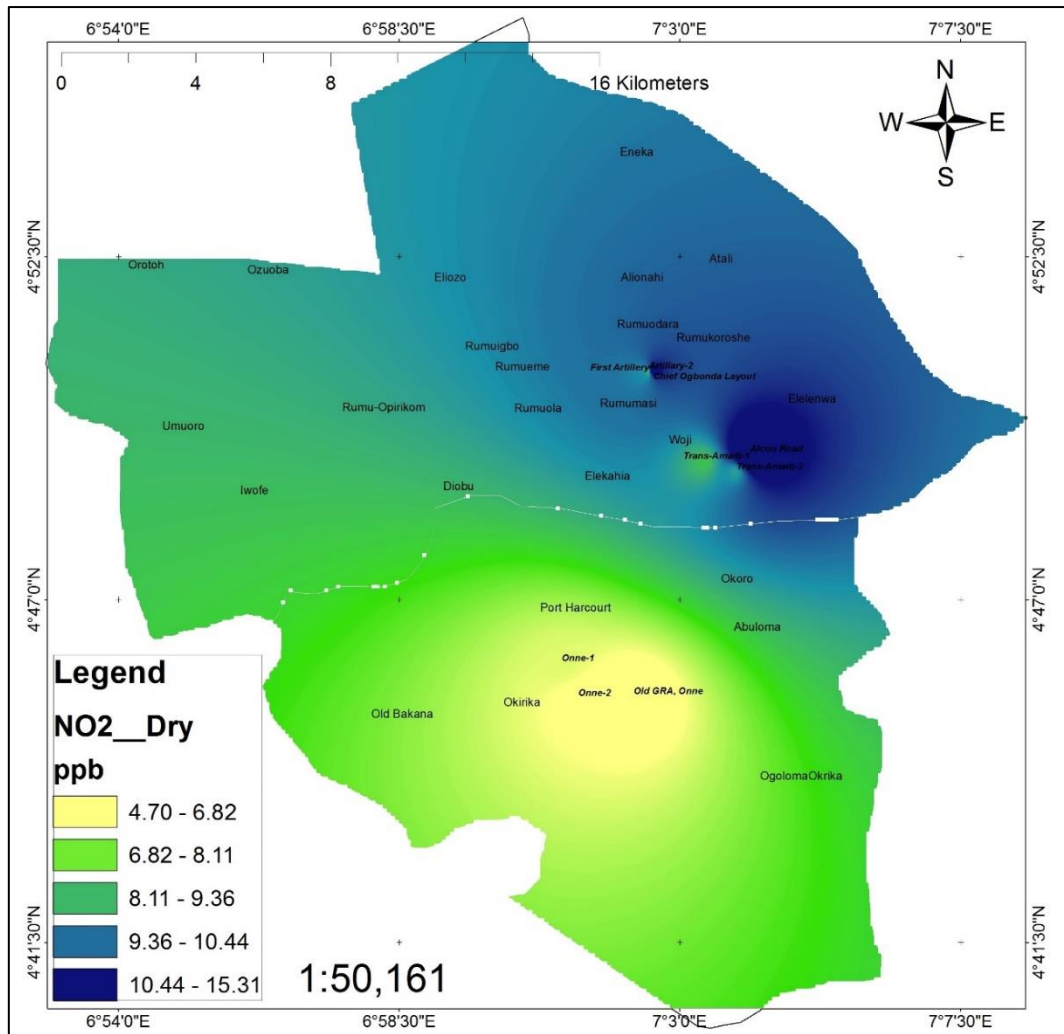 6°54'0"E 6°58'30"E 7°3'0"E 7°7'30"E
0 4 8 16 Kilometers
N
W E
S
Eneka
4°52'30"N 4°52'30"N
Orotoh Ozuoba Eliozo Alionahi Atali
Rumuodara
Rumukoroshe
Rumuigbo
Rumueme First Artillery Artillary-2
Chief Ogbonda Layout
Rumu-Opirikom Rumuola Rumumasi Elelenwa
Umuoro Woji Alcon Road
Trans-Amadi-1
Trans-Amadi-2
Iwofe Diobu Elekahia
Okoro
4°47'0"N 4°47'0"N
Port Harcourt Abuloma
Onne-1
Onne-2 Old GRA, Onne
Old Bakana Okirika
OgolomaOkrika
Legend
NO2__Dry
ppb
4.70 - 6.82
6.82 - 8.11
8.11 - 9.36
9.36 - 10.44
10.44 - 15.31
1:50,161
4°41'30"N 4°41'30"N
6°54'0"E 6°58'30"E 7°3'0"E 7°7'30"E